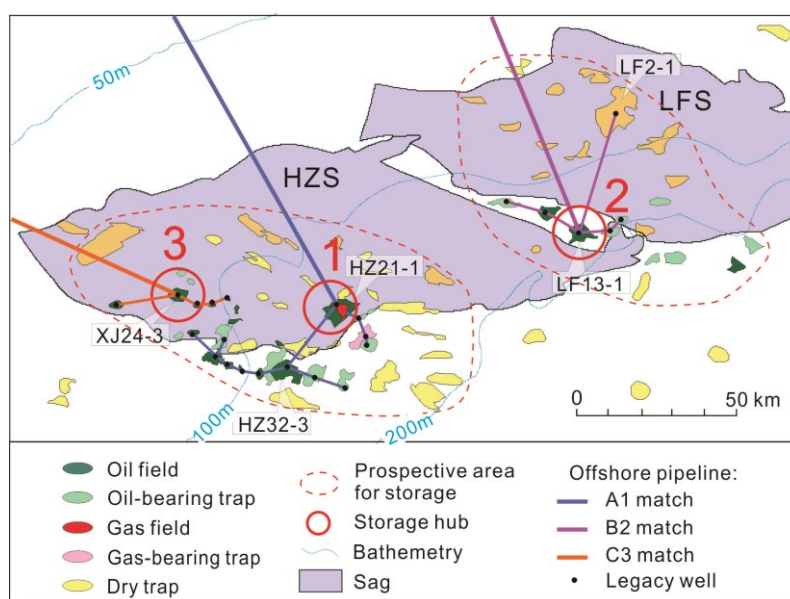 50m
LF2-1
LFS
HZS
2
3
1
HZ21-1
LF13-1
XJ24-3
HZ32-3
100m
200m
0 50 km
Oil field
Oil-bearing trap
Gas field
Gas-bearing trap
Dry trap
Prospective area
for storage
Storage hub
Bathemetry
Sag
Offshore pipeline:
A1 match
B2 match
C3 match
Legacy well